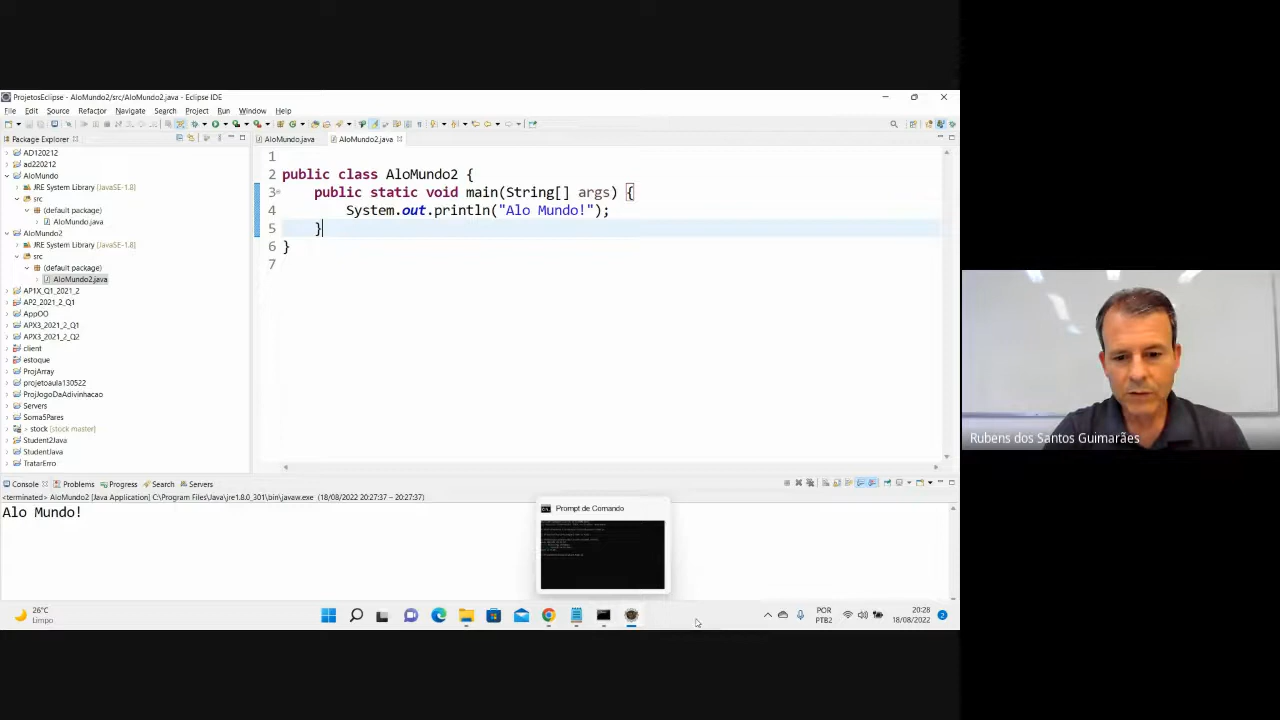 ProjetosEclipse - AloMundo2/src/AloMundo2.java - Eclipse IDE
File Edit Source Refactor Navigate Search Project Run Window Help
Package Explorer
AloMundo.java
AloMundo2.java
AD120212
ad220212
AloMundo
JRE System Library [JavaSE-1.8]
src
(default package)
AloMundo.java
AloMundo2
JRE System Library [JavaSE-1.8]
src
(default package)
AloMundo2.java
AP1X_Q1_2021_2
AP2_2021_2_Q1
AppOO
APX3_2021_2_Q1
APX3_2021_2_Q2
client
estoque
ProjArray
projetoaula130522
ProjJogoDaAdivinhacao
Servers
Soma5Pares
> stock [stock master]
Student2Java
StudentJava
TratarErro
1
2 public class AloMundo2 {
3 public static void main(String[] args) {
4 System.out.println("Alo Mundo!");
5 }
6 }
7
Rubens dos Santos Guimarães
Console Problems Progress Search Servers
<terminated> AloMundo2 [Java Application] C:\Program Files\Java\jre1.8.0_301\bin\javaw.exe (18/08/2022 20:27:37 – 20:27:37)
Alo Mundo!
Prompt de Comando
26°C
Limpo
POR
PTB2
20:28
18/08/2022
2